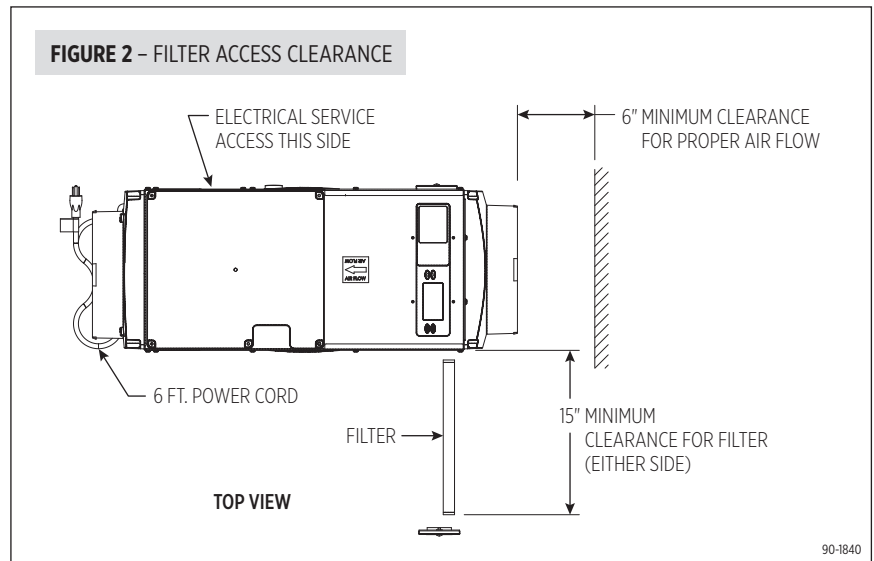 FIGURE 2 – FILTER ACCESS CLEARANCE
ELECTRICAL SERVICE
ACCESS THIS SIDE
6" MINIMUM CLEARANCE
FOR PROPER AIR FLOW
AIR FLOW
AIR FLOW
6 FT. POWER CORD
FILTER
15" MINIMUM
CLEARANCE FOR FILTER
(EITHER SIDE)
TOP VIEW
90-1840